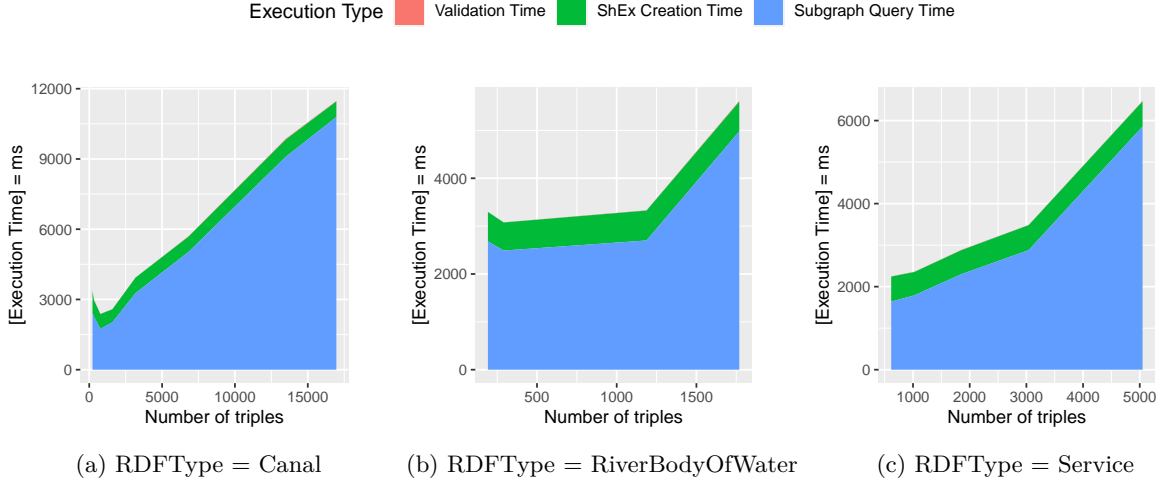 Execution Type Validation Time ShEx Creation Time Subgraph Query Time
12000
9000
6000
3000
0
[Execution Time] = ms
0 5000 10000 15000
Number of triples
(a) RDFType = Canal
4000
2000
0
[Execution Time] = ms
500 1000 1500
Number of triples
(b) RDFType = RiverBodyOfWater
6000
4000
2000
0
[Execution Time] = ms
1000 2000 3000 4000 5000
Number of triples
(c) RDFType = Service